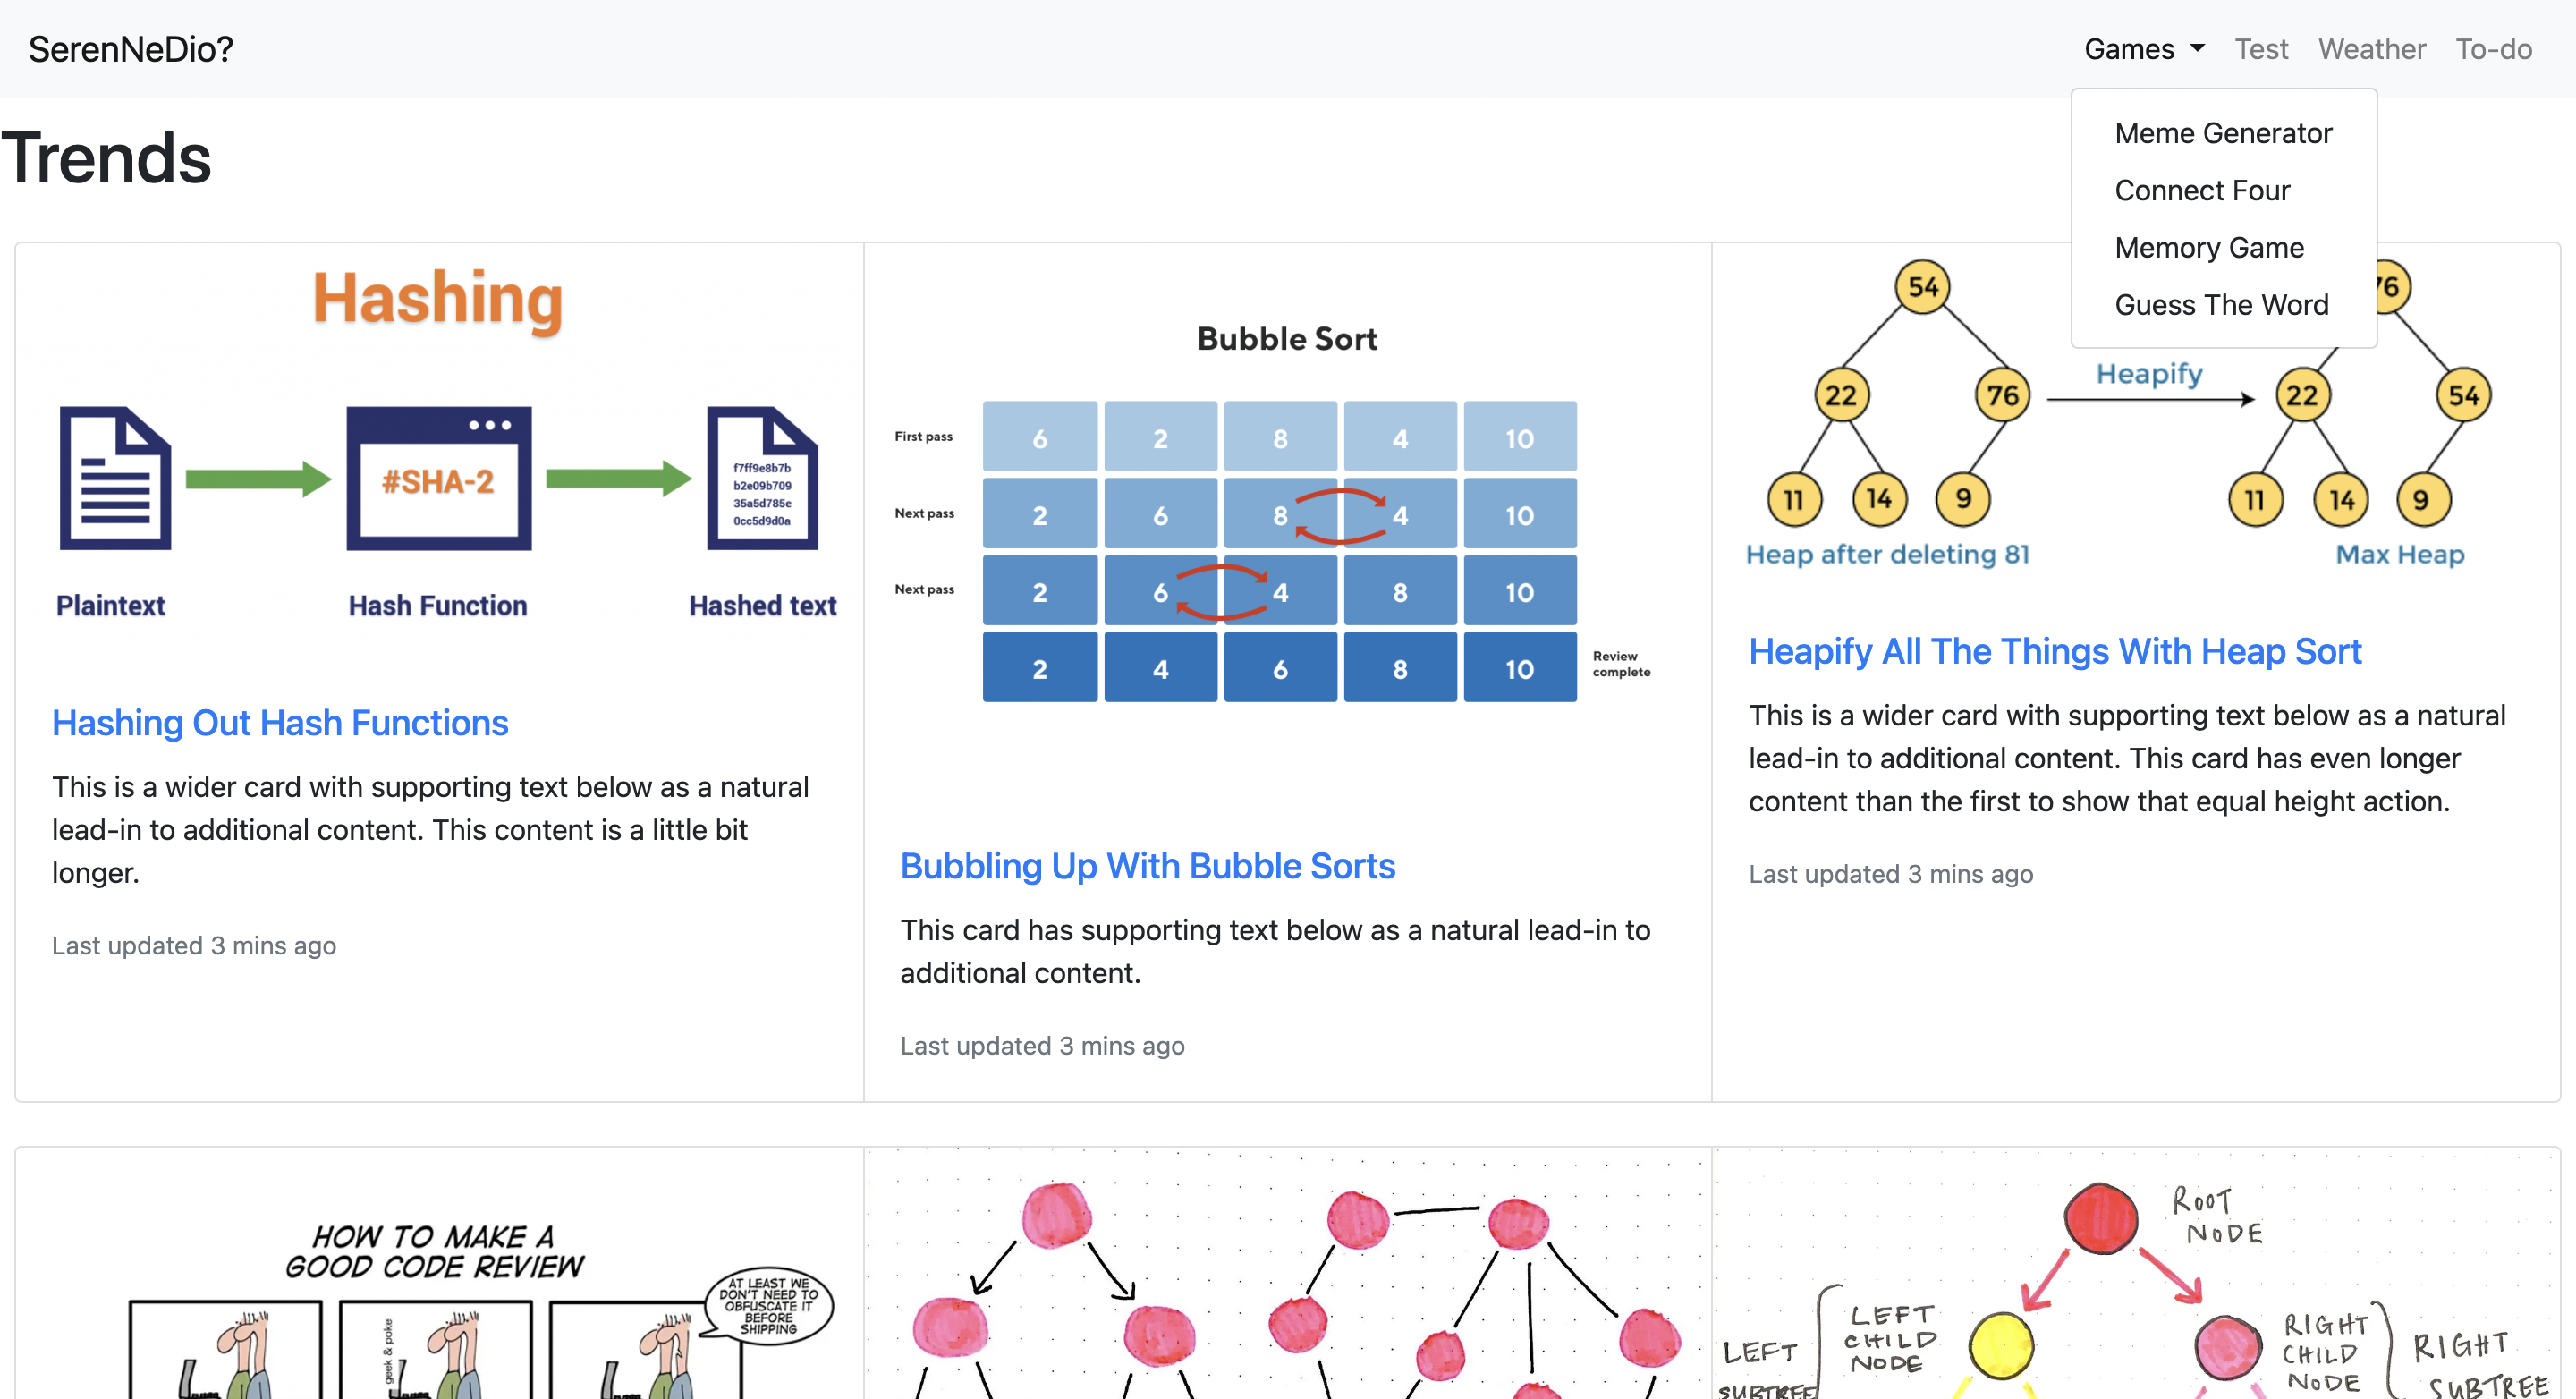 SerenNeDio?
Games Test Weather To-do
Meme Generator
Connect Four
Memory Game
Guess The Word
Trends
Hashing
#SHA-2
f7ff9e8b7b
b2e09b709
35a5d785e
0cc5d9d0a
Plaintext Hash Function Hashed text
Hashing Out Hash Functions
This is a wider card with supporting text below as a natural
lead-in to additional content. This content is a little bit
longer.
Last updated 3 mins ago
Bubble Sort
First pass 6 2 8 4 10
Next pass 2 6 8 4 10
Next pass 2 6 4 8 10
2 4 6 8 10 Review
complete
Bubbling Up With Bubble Sorts
This card has supporting text below as a natural lead-in to
additional content.
Last updated 3 mins ago
54
22 76
11 14 9
Heap after deleting 81
Heapify
76
22 54
11 14 9
Max Heap
Heapify All The Things With Heap Sort
This is a wider card with supporting text below as a natural
lead-in to additional content. This card has even longer
content than the first to show that equal height action.
Last updated 3 mins ago
HOW TO MAKE A
GOOD CODE REVIEW
AT LEAST WE
DON'T NEED TO
OBFUSCATE IT
BEFORE
SHIPPING
geek & poke
ROOT
NODE
LEFT
CHILD
NODE
LEFT
SUBTREE
RIGHT
CHILD
NODE
RIGHT
SUBTREE